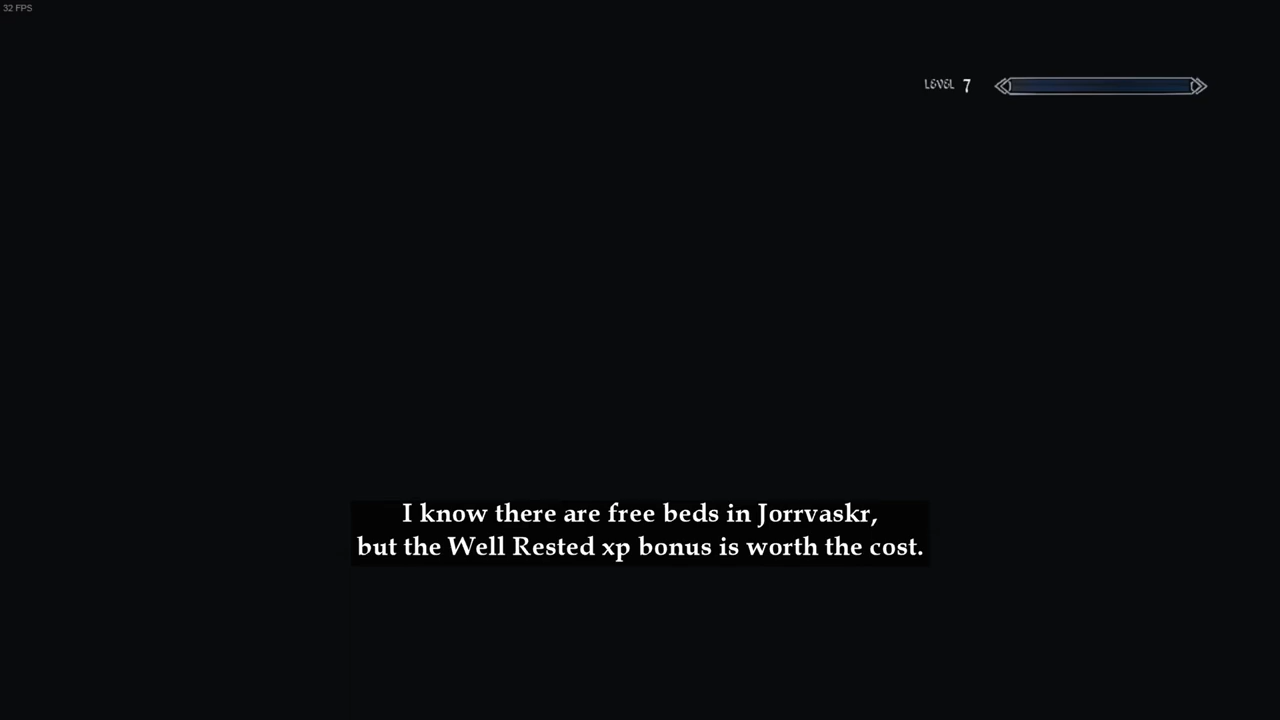 32 FPS
LEVEL 7
I know there are free beds in Jorrvaskr,
but the Well Rested xp bonus is worth the cost.